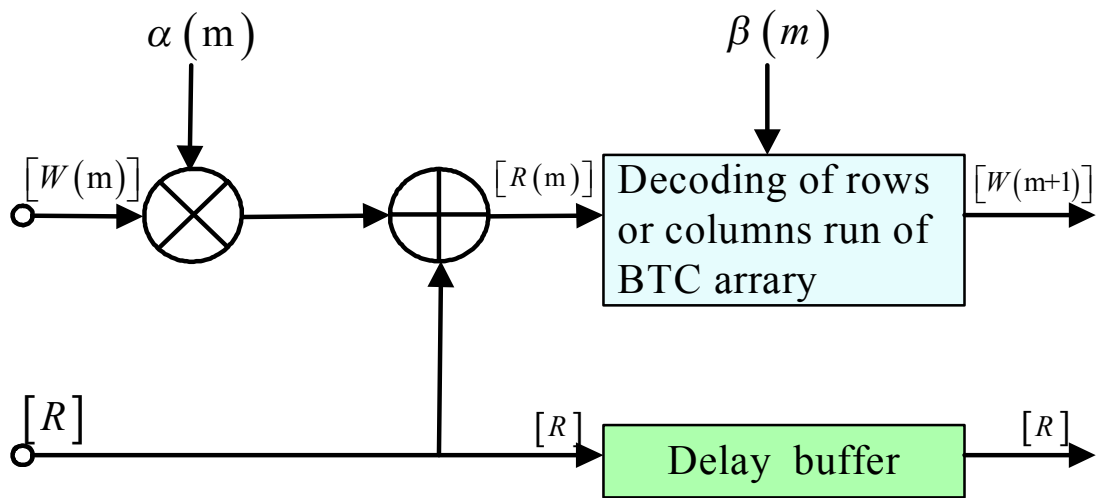 α(m)
β(m)
[W(m)]
[R(m)]
Decoding of rows
or columns run of
BTC arrary
[W(m+1)]
[R]
[R]
Delay buffer
[R]